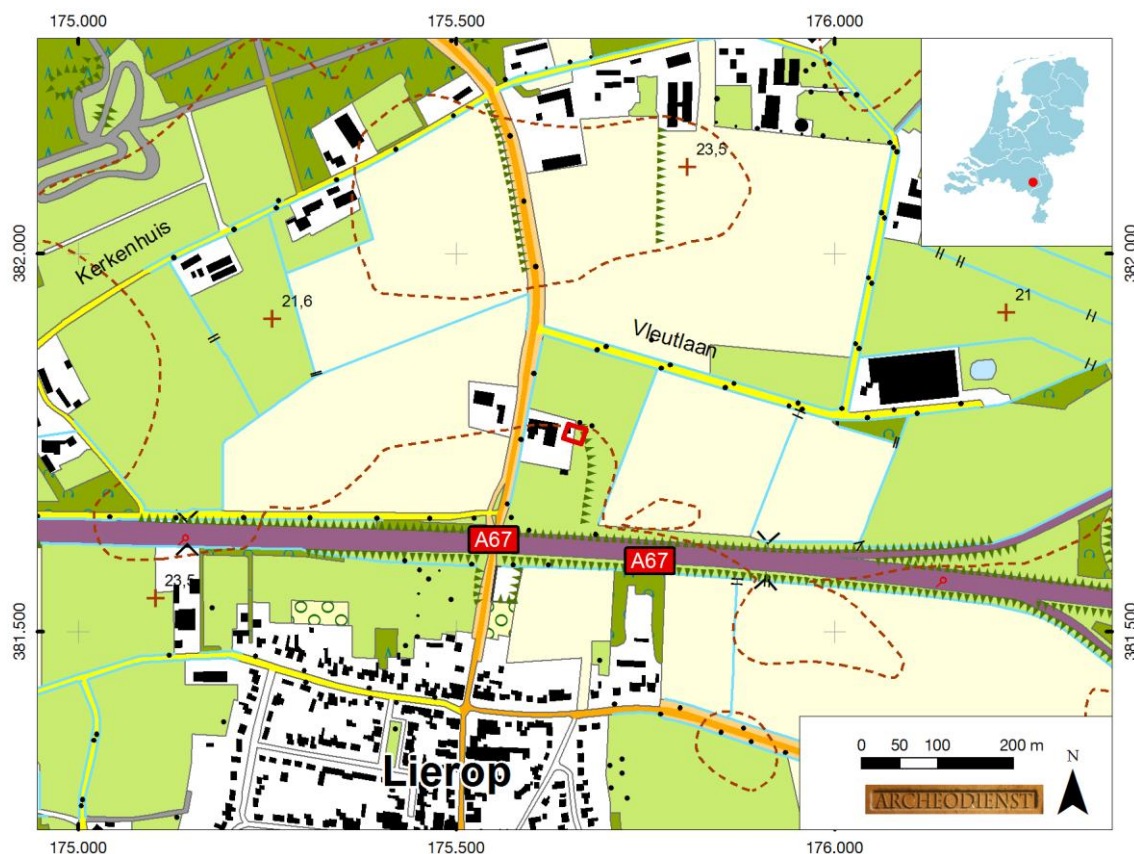 175.000
175.500
176.000
23,5
Kerkenhuis
382.000
382.000
21,6
21
Vleutlaan
A67
A67
23,5
381.500
381.500
Lierop
0 50 100 200 m
N
ARCHEODIENST
175.000
175.500
176.000